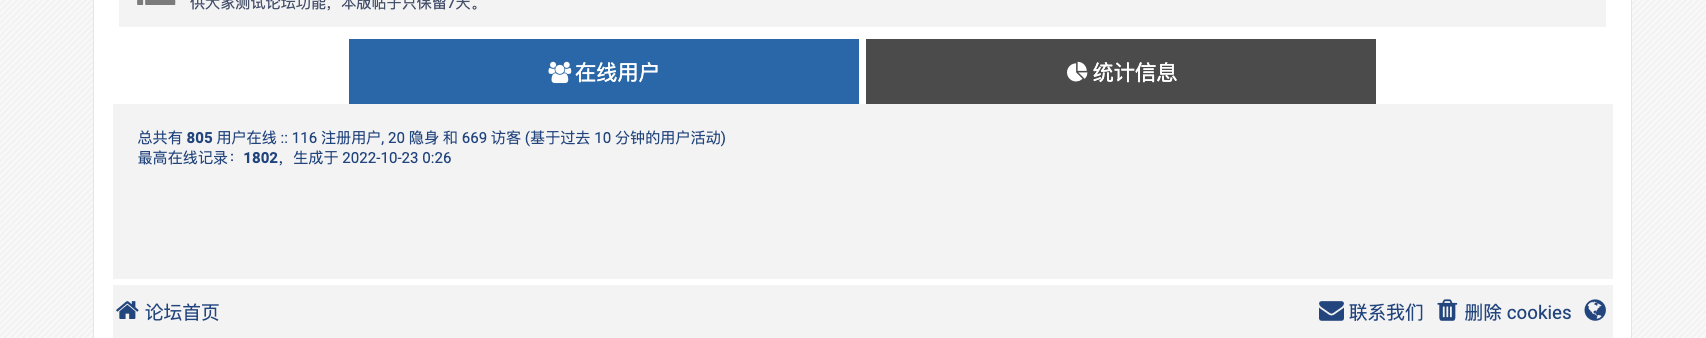 供大家测试论坛功能，本版帖子只保留7天。
在线用户
统计信息
总共有 805 用户在线 :: 116 注册用户, 20 隐身 和 669 访客 (基于过去 10 分钟的用户活动)
最高在线记录：1802，生成于 2022-10-23 0:26
论坛首页
联系我们 删除 cookies